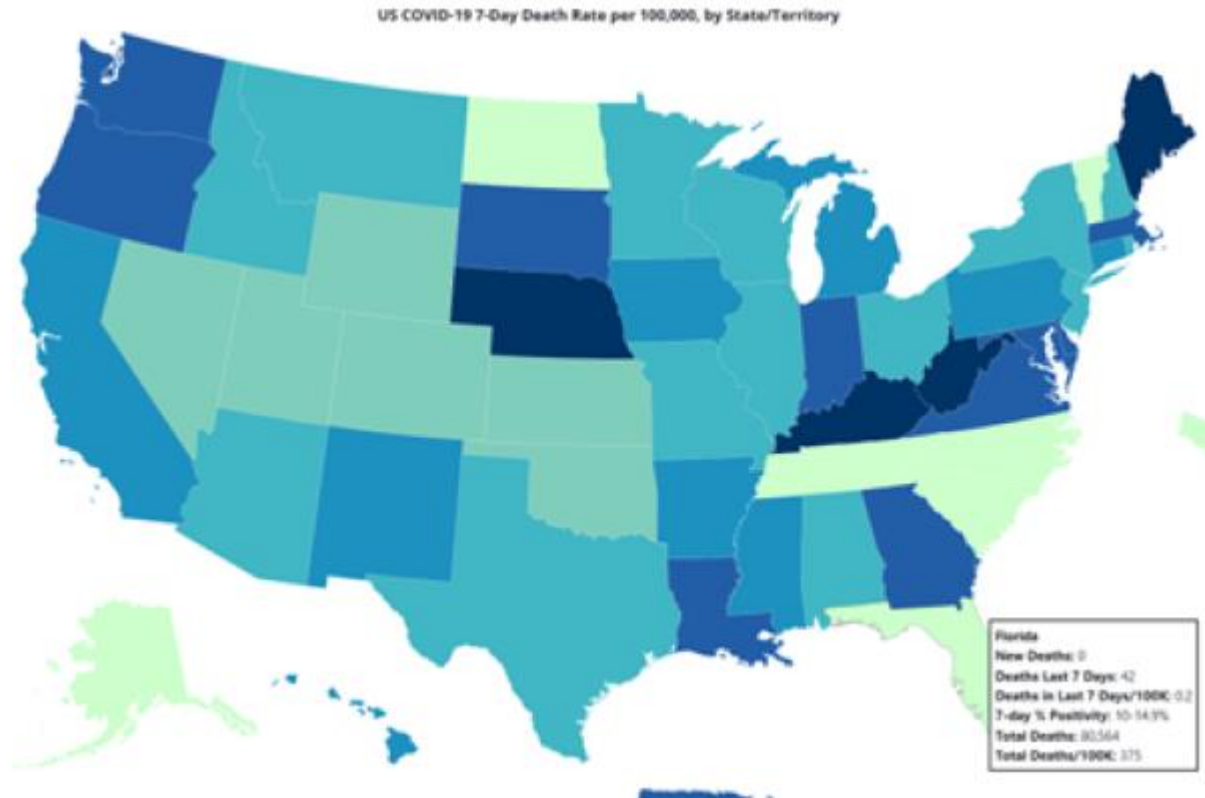 US COVID-19 7-Day Death Rate per 100,000, by State/Territory
Florida
New Deaths: 0
Deaths Last 7 Days: 42
Deaths in Last 7 Days/100K: 0.2
7-day % Positivity: 10-14.9%
Total Deaths: 80,564
Total Deaths/100K: 375